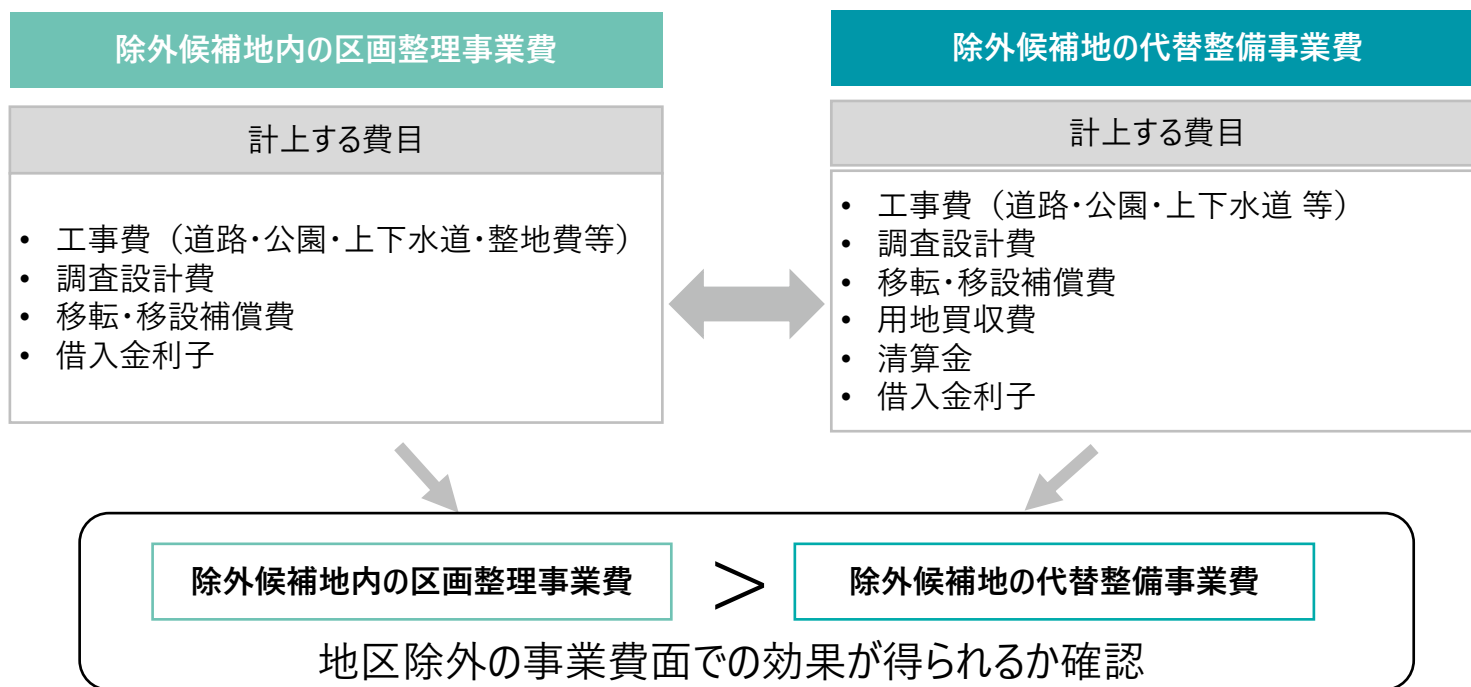 除外候補地内の区画整理事業費
計上する費目
• 工事費（道路・公園・上下水道・整地費等）
• 調査設計費
• 移転・移設補償費
• 借入金利子
除外候補地の代替整備事業費
計上する費目
• 工事費（道路・公園・上下水道 等）
• 調査設計費
• 移転・移設補償費
• 用地買収費
• 清算金
• 借入金利子
除外候補地内の区画整理事業費 ＞ 除外候補地の代替整備事業費
地区除外の事業費面での効果が得られるか確認